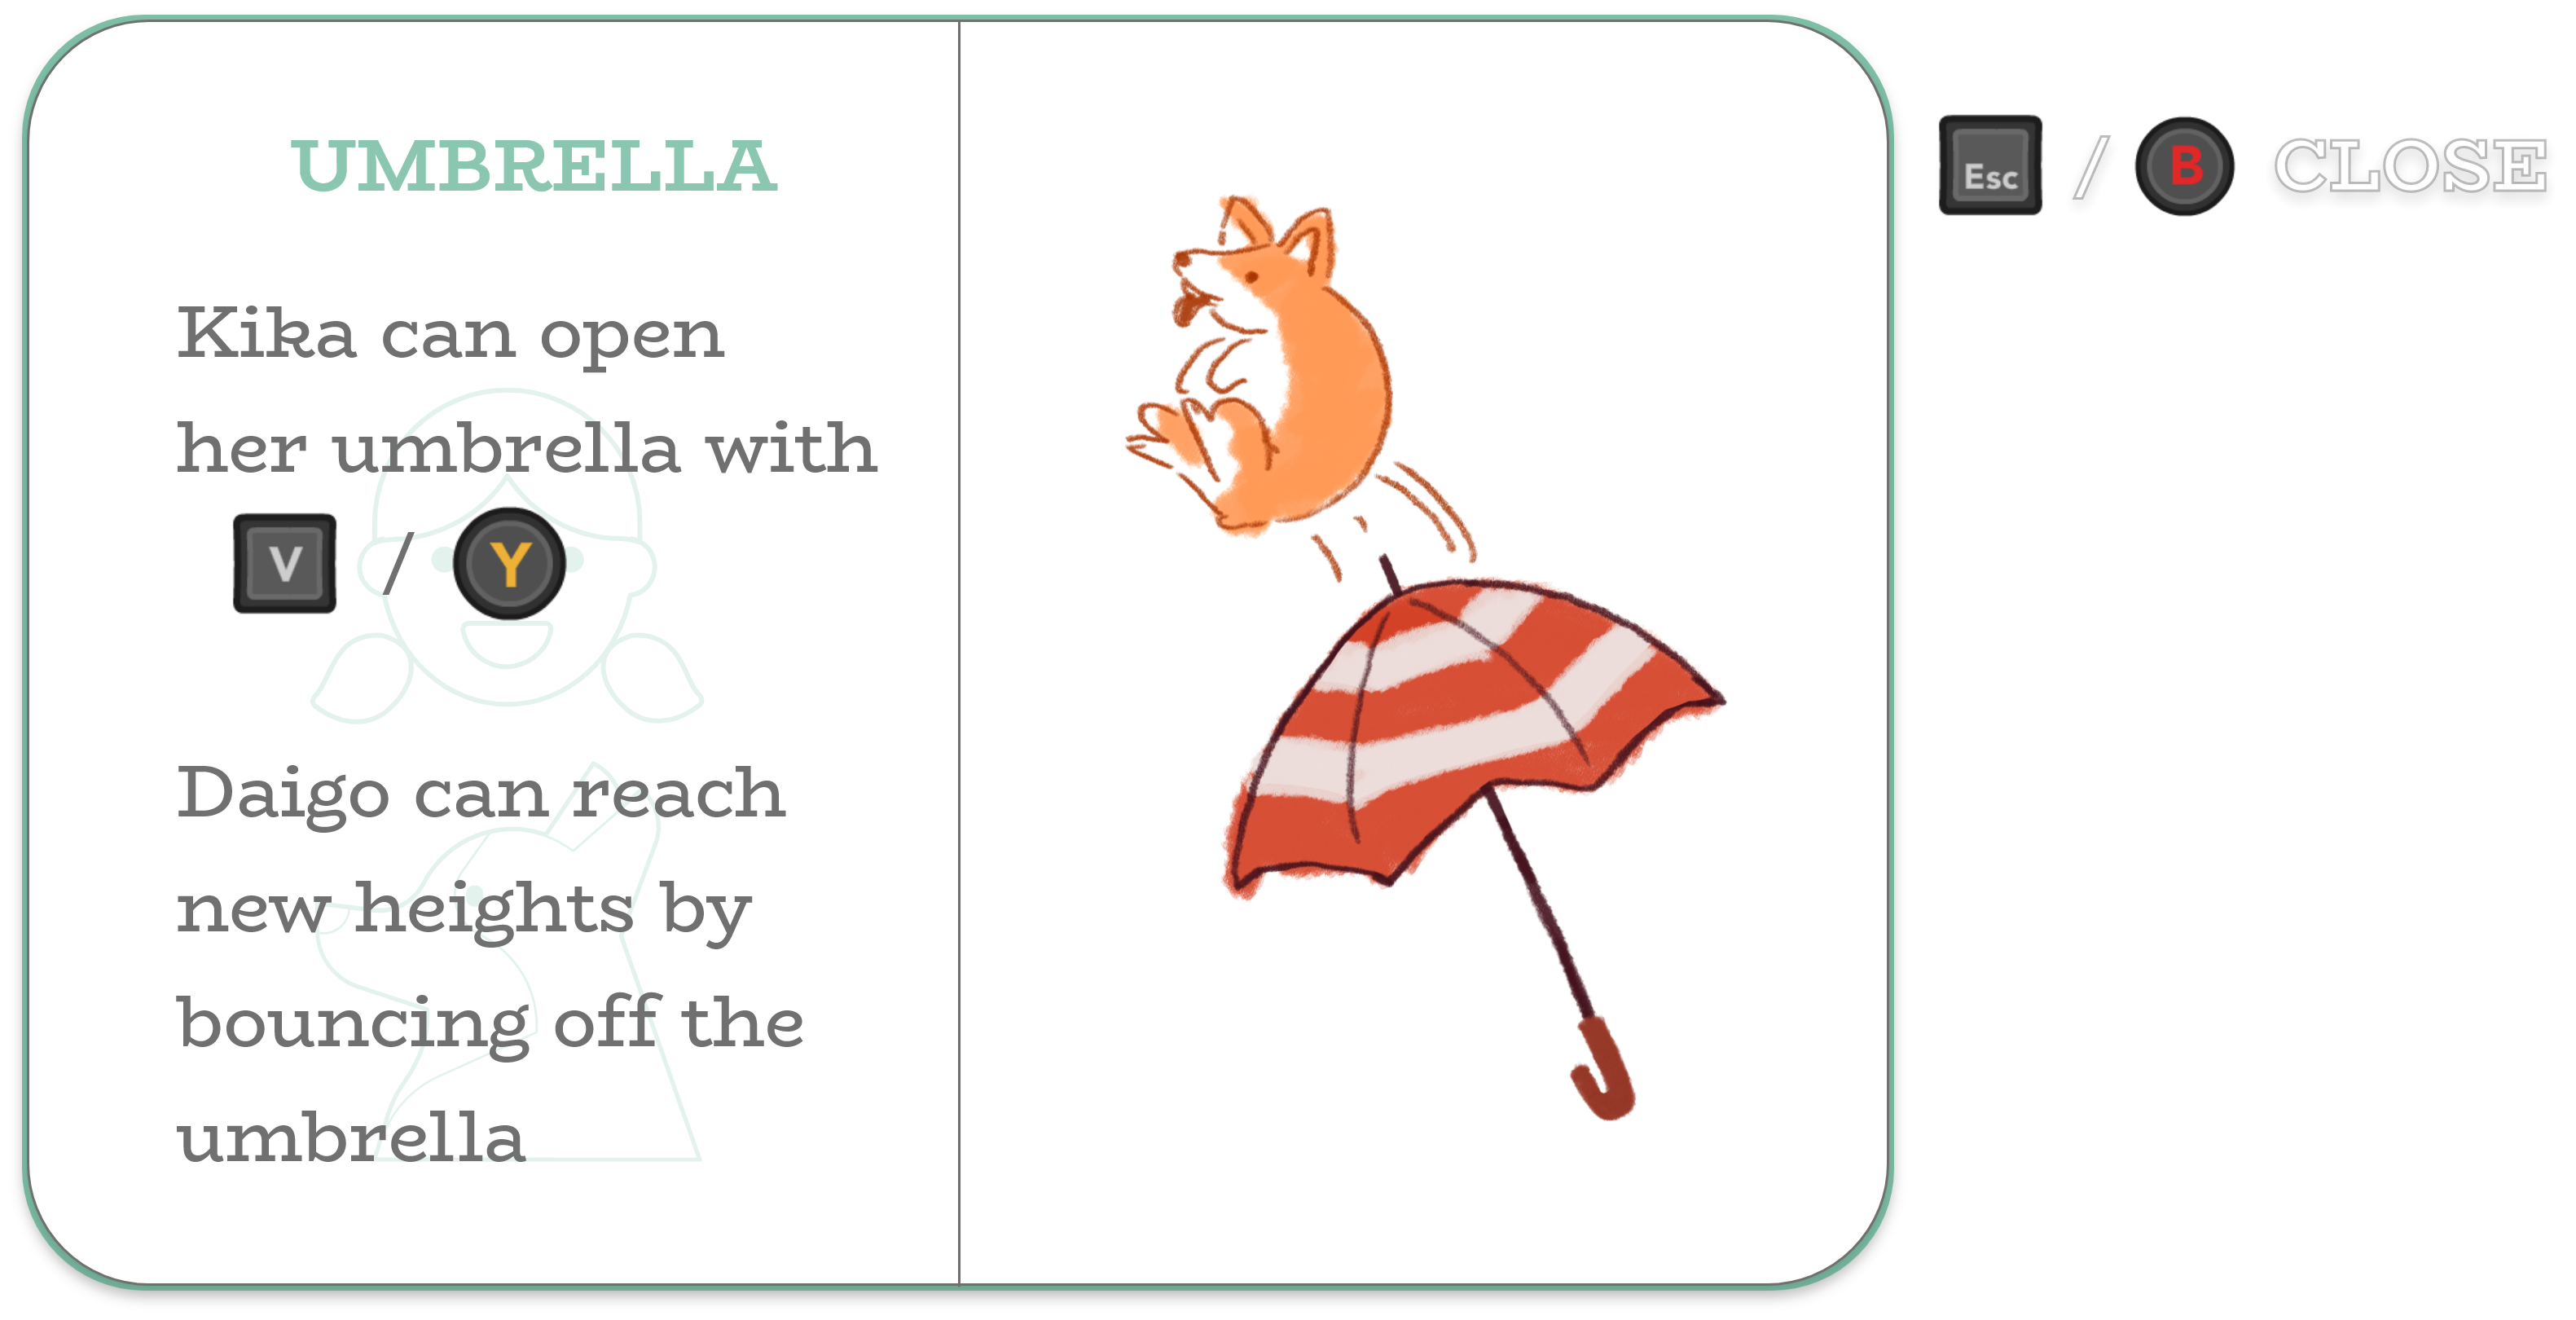 UMBRELLA
Kika can open
her umbrella with
V / Y
Daigo can reach
new heights by
bouncing off the
umbrella
Esc / B CLOSE